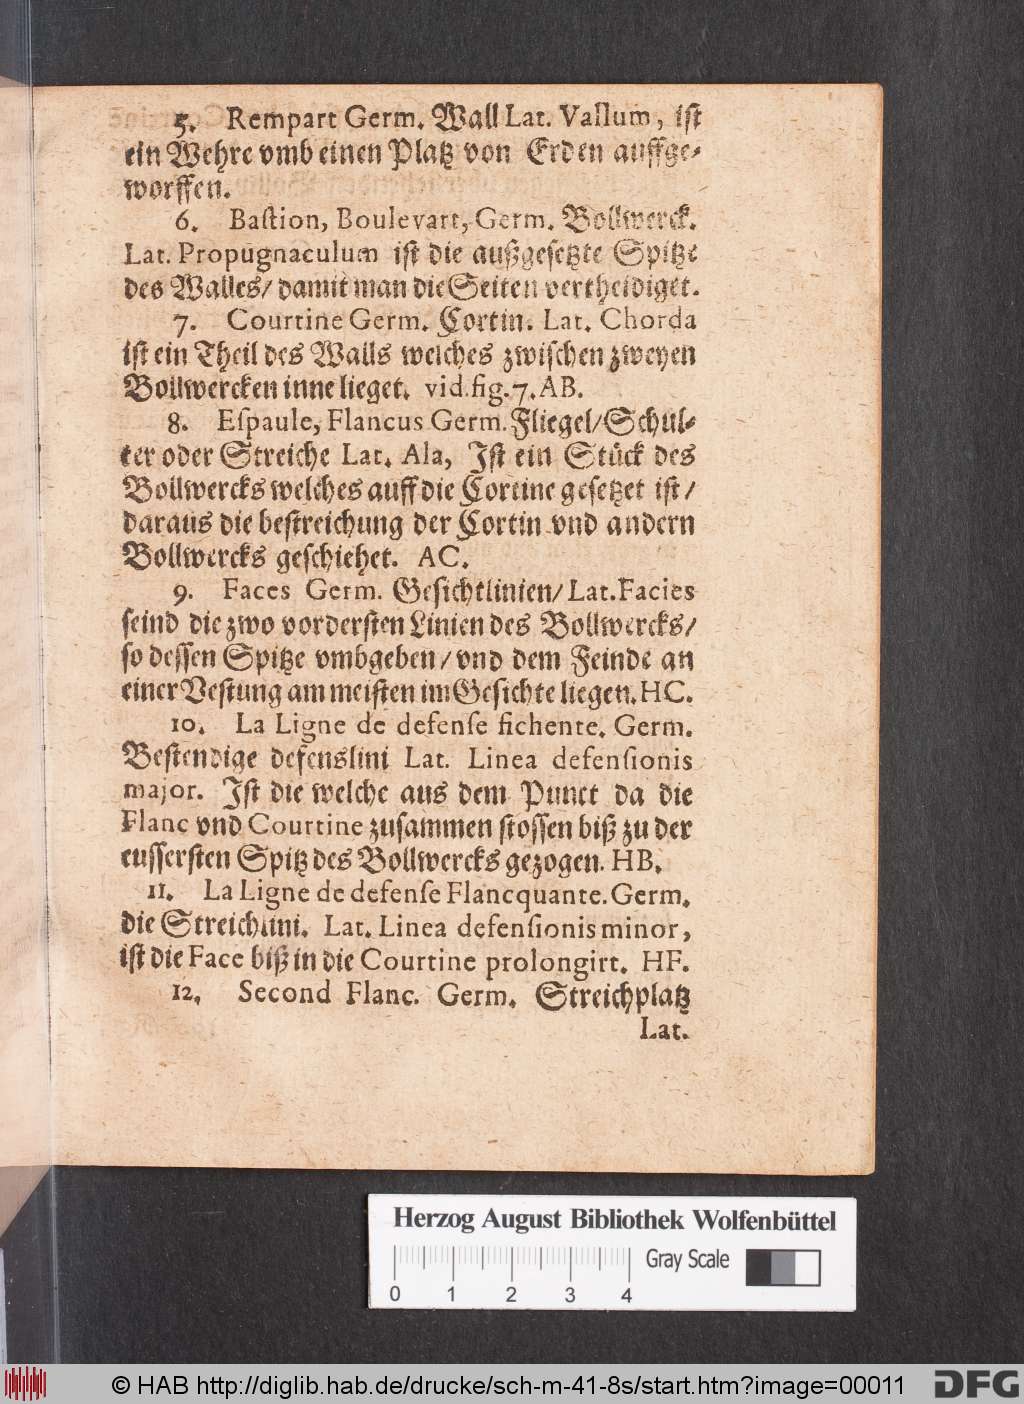 5. Rempart Germ. Wall Lat. Vallum, iſt
ein Wehre vmb einen Platz von Erden auffge-
worffen.
6. Baſtion, Boulevart, Germ. Bollwerck.
Lat. Propugnaculum iſt die außgeſetzte Spitze
des Walles/ damit man die Seiten vertheidiget.
7. Courtine Germ. Cortin. Lat. Chorda
iſt ein Theil des Walls welches zwiſchen zweyen
Bollwercken inne lieget. vid. fig. 7. AB.
8. Eſpaule, Flancus Germ. Fliegel/ Schul-
ter oder Streiche Lat. Ala, Iſt ein Stück des
Bollwercks welches auff die Cortine geſetzet iſt/
daraus die beſtreichung der Cortin vnd andern
Bollwercks geſchiehet. AC.
9. Faces Germ. Geſichtlinien/ Lat. Facies
ſeind die zwo vorderſten Linien des Bollwercks/
ſo deſſen Spitze vmbgeben/ vnd dem Feinde an
einer Veſtung am meiſten im Geſichte liegen. HC.
10. La Ligne de defenſe fichente. Germ.
Beſtendige defenslini Lat. Linea defenſionis
major. Iſt die welche aus dem Punct da die
Flanc vnd Courtine zuſammen ſtoſſen biß zu der
euſſerſten Spitz des Bollwercks gezogen. HB.
11. La Ligne de defenſe Flancquante. Germ.
die Streichlini. Lat. Linea defenſionis minor,
iſt die Face biß in die Courtine prolongirt. HF.
12. Second Flanc. Germ. Streichplatz
Lat.
Herzog August Bibliothek Wolfenbüttel
Gray Scale
0 1 2 3 4
© HAB http://diglib.hab.de/drucke/sch-m-41-8s/start.htm?image=00011
DFG